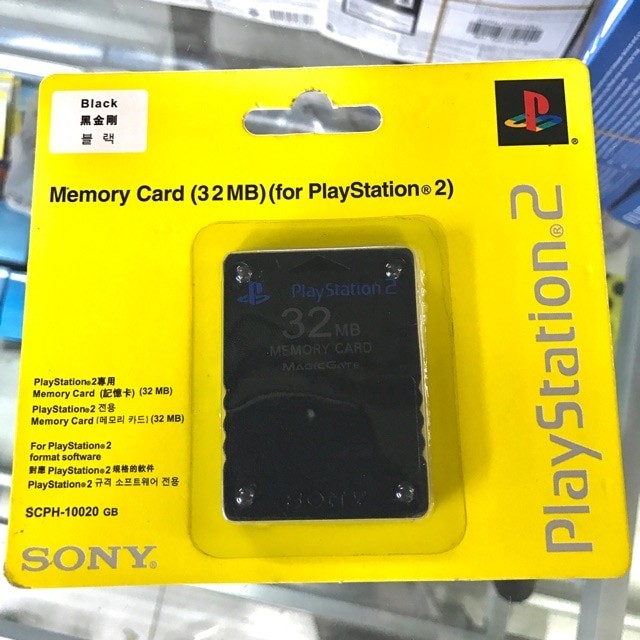 Black
黑金剛
블 랙
Memory Card (32MB)(for PlayStation®2)
PlayStation®2
PlayStation 2
32 MB
MEMORY CARD
MAGICGATE
SONY
PlayStation®2專用
Memory Card (記憶卡) (32 MB)
PlayStation®2 전용
Memory Card (메모리 카드) (32 MB)
For PlayStation®2
format software
對應 PlayStation®2 規格的軟件
PlayStation®2 규격 소프트웨어 전용
SCPH-10020 GB
SONY®